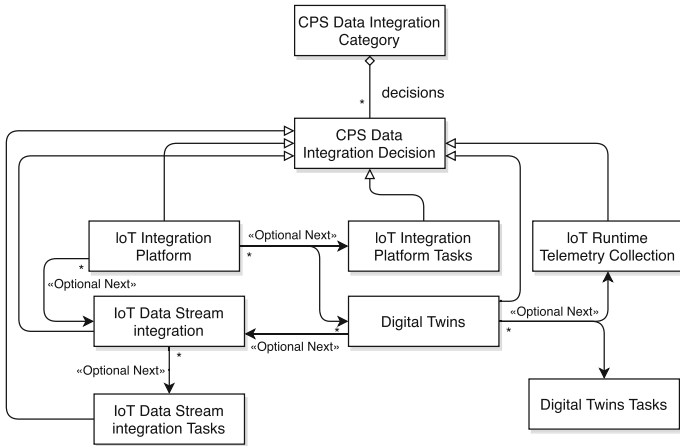 CPS Data Integration
Category
*
decisions
CPS Data
Integration Decision
IoT Integration
Platform
«Optional Next»
*
IoT Integration
Platform Tasks
IoT Runtime
Telemetry Collection
*
«Optional Next»
IoT Data Stream
integration
*
«Optional Next»
Digital Twins
«Optional Next»
*
*
«Optional Next»
IoT Data Stream
integration Tasks
Digital Twins Tasks